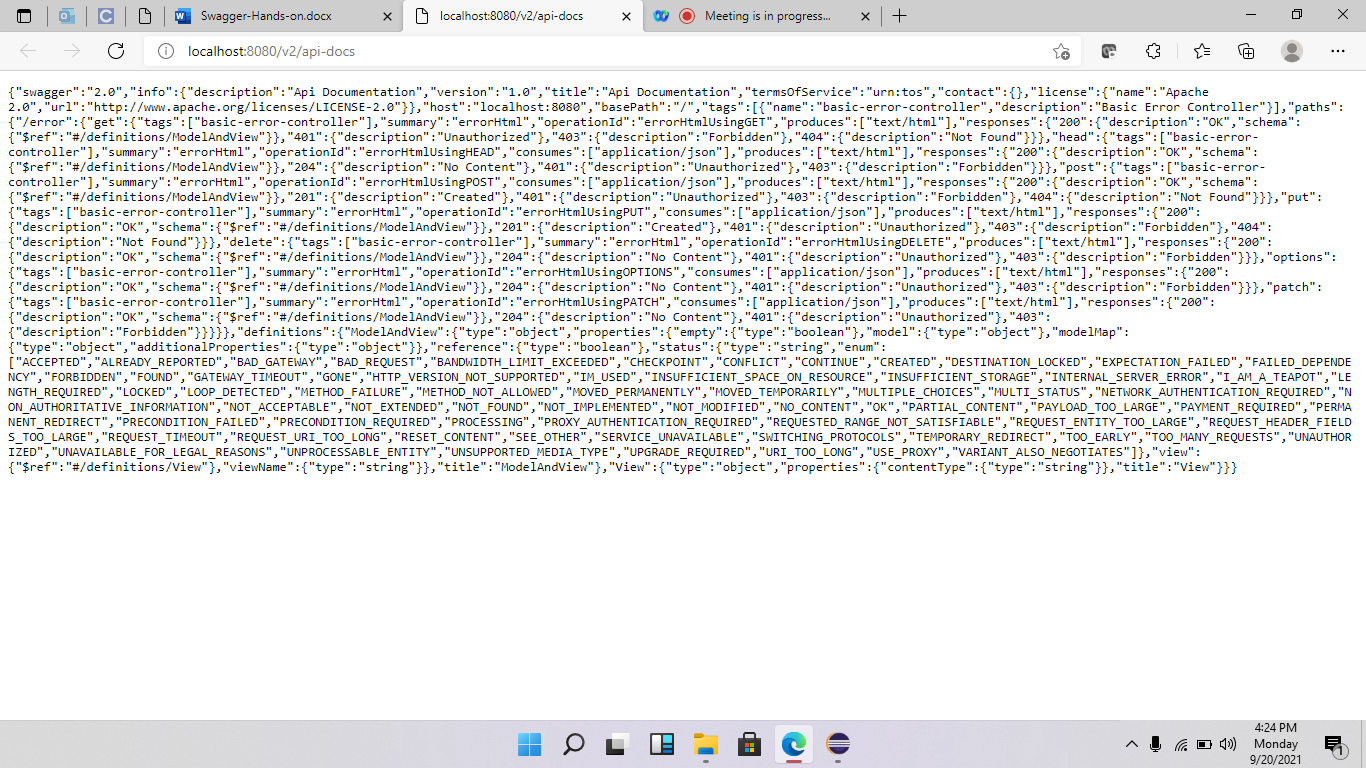 Swagger-Hands-on.docx
localhost:8080/v2/api-docs
Meeting is in progress...
localhost:8080/v2/api-docs
{"swagger":"2.0","info":{"description":"Api Documentation","version":"1.0","title":"Api Documentation","termsOfService":"urn:tos","contact":{},"license":{"name":"Apache
2.0","url":"http://www.apache.org/licenses/LICENSE-2.0"}},"host":"localhost:8080","basePath":"/","tags":[{"name":"basic-error-controller","description":"Basic Error Controller"}],"paths":
{"/error":{"get":{"tags":["basic-error-controller"],"summary":"errorHtml","operationId":"errorHtmlUsingGET","produces":["text/html"],"responses":{"200":{"description":"OK","schema":
{"$ref":"#/definitions/ModelAndView"}},"401":{"description":"Unauthorized"},"403":{"description":"Forbidden"},"404":{"description":"Not Found"}}},"head":{"tags":["basic-error-
controller"],"summary":"errorHtml","operationId":"errorHtmlUsingHEAD","consumes":["application/json"],"produces":["text/html"],"responses":{"200":{"description":"OK","schema":
{"$ref":"#/definitions/ModelAndView"}},"204":{"description":"No Content"},"401":{"description":"Unauthorized"},"403":{"description":"Forbidden"}}},"post":{"tags":["basic-error-
controller"],"summary":"errorHtml","operationId":"errorHtmlUsingPOST","consumes":["application/json"],"produces":["text/html"],"responses":{"200":{"description":"OK","schema":
{"$ref":"#/definitions/ModelAndView"}},"201":{"description":"Created"},"401":{"description":"Unauthorized"},"403":{"description":"Forbidden"},"404":{"description":"Not Found"}}},"put":
{"tags":["basic-error-controller"],"summary":"errorHtml","operationId":"errorHtmlUsingPUT","consumes":["application/json"],"produces":["text/html"],"responses":{"200":
{"description":"OK","schema":{"$ref":"#/definitions/ModelAndView"}},"201":{"description":"Created"},"401":{"description":"Unauthorized"},"403":{"description":"Forbidden"},"404":
{"description":"Not Found"}}},"delete":{"tags":["basic-error-controller"],"summary":"errorHtml","operationId":"errorHtmlUsingDELETE","produces":["text/html"],"responses":{"200":
{"description":"OK","schema":{"$ref":"#/definitions/ModelAndView"}},"204":{"description":"No Content"},"401":{"description":"Unauthorized"},"403":{"description":"Forbidden"}}},"options":
{"tags":["basic-error-controller"],"summary":"errorHtml","operationId":"errorHtmlUsingOPTIONS","consumes":["application/json"],"produces":["text/html"],"responses":{"200":
{"description":"OK","schema":{"$ref":"#/definitions/ModelAndView"}},"204":{"description":"No Content"},"401":{"description":"Unauthorized"},"403":{"description":"Forbidden"}}},"patch":
{"tags":["basic-error-controller"],"summary":"errorHtml","operationId":"errorHtmlUsingPATCH","consumes":["application/json"],"produces":["text/html"],"responses":{"200":
{"description":"OK","schema":{"$ref":"#/definitions/ModelAndView"}},"204":{"description":"No Content"},"401":{"description":"Unauthorized"},"403":
{"description":"Forbidden"}}}}},"definitions":{"ModelAndView":{"type":"object","properties":{"empty":{"type":"boolean"},"model":{"type":"object"},"modelMap":
{"type":"object","additionalProperties":{"type":"object"}},"reference":{"type":"boolean"},"status":{"type":"string","enum":
["ACCEPTED","ALREADY_REPORTED","BAD_GATEWAY","BAD_REQUEST","BANDWIDTH_LIMIT_EXCEEDED","CHECKPOINT","CONFLICT","CONTINUE","CREATED","DESTINATION_LOCKED","EXPECTATION_FAILED","FAILED_DEPENDE
NCY","FORBIDDEN","FOUND","GATEWAY_TIMEOUT","GONE","HTTP_VERSION_NOT_SUPPORTED","IM_USED","INSUFFICIENT_SPACE_ON_RESOURCE","INSUFFICIENT_STORAGE","INTERNAL_SERVER_ERROR","I_AM_A_TEAPOT","LE
NGTH_REQUIRED","LOCKED","LOOP_DETECTED","METHOD_FAILURE","METHOD_NOT_ALLOWED","MOVED_PERMANENTLY","MOVED_TEMPORARILY","MULTIPLE_CHOICES","MULTI_STATUS","NETWORK_AUTHENTICATION_REQUIRED","N
ON_AUTHORITATIVE_INFORMATION","NOT_ACCEPTABLE","NOT_EXTENDED","NOT_FOUND","NOT_IMPLEMENTED","NOT_MODIFIED","NO_CONTENT","OK","PARTIAL_CONTENT","PAYLOAD_TOO_LARGE","PAYMENT_REQUIRED","PERMA
NENT_REDIRECT","PRECONDITION_FAILED","PRECONDITION_REQUIRED","PROCESSING","PROXY_AUTHENTICATION_REQUIRED","REQUESTED_RANGE_NOT_SATISFIABLE","REQUEST_ENTITY_TOO_LARGE","REQUEST_HEADER_FIELD
S_TOO_LARGE","REQUEST_TIMEOUT","REQUEST_URI_TOO_LONG","RESET_CONTENT","SEE_OTHER","SERVICE_UNAVAILABLE","SWITCHING_PROTOCOLS","TEMPORARY_REDIRECT","TOO_EARLY","TOO_MANY_REQUESTS","UNAUTHOR
IZED","UNAVAILABLE_FOR_LEGAL_REASONS","UNPROCESSABLE_ENTITY","UNSUPPORTED_MEDIA_TYPE","UPGRADE_REQUIRED","URI_TOO_LONG","USE_PROXY","VARIANT_ALSO_NEGOTIATES"]},"view":
{"$ref":"#/definitions/View"},"viewName":{"type":"string"}},"title":"ModelAndView"},"View":{"type":"object","properties":{"contentType":{"type":"string"}},"title":"View"}}}
4:24 PM
Monday
9/20/2021
1